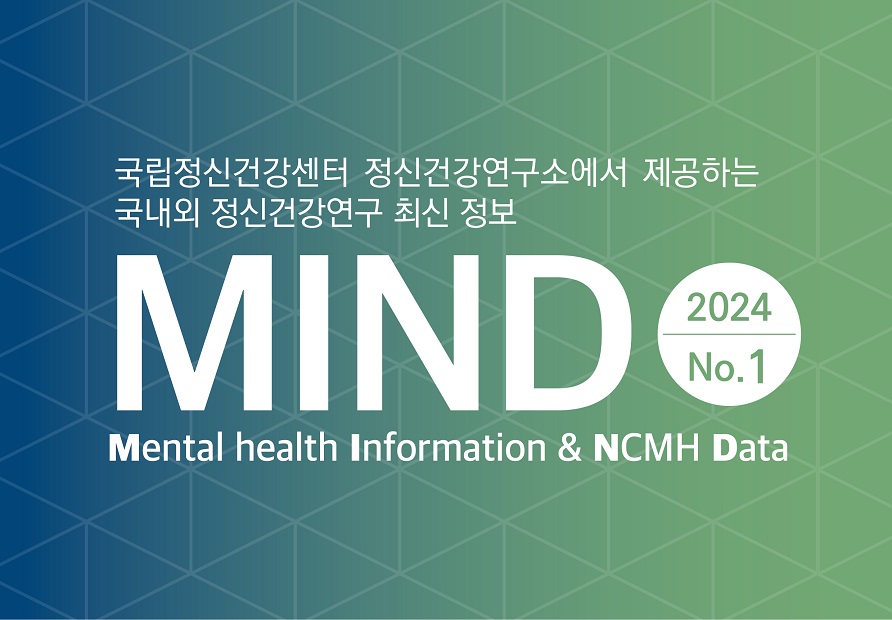 국립정신건강센터 정신건강연구소에서 제공하는
국내외 정신건강연구 최신 정보
MIND
2024
No.1
Mental health Information & NCMH Data